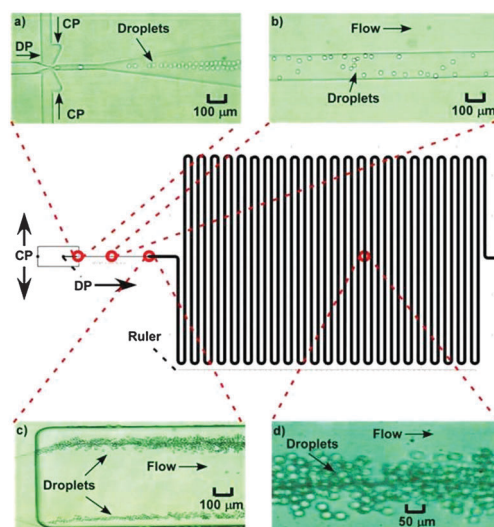 a)
CP
DP
CP
Droplets
100 μm
b)
Flow
Droplets
100 μm
CP
DP
Ruler
c)
Droplets
Flow
100 μm
d)
Droplets
Flow
50 μm